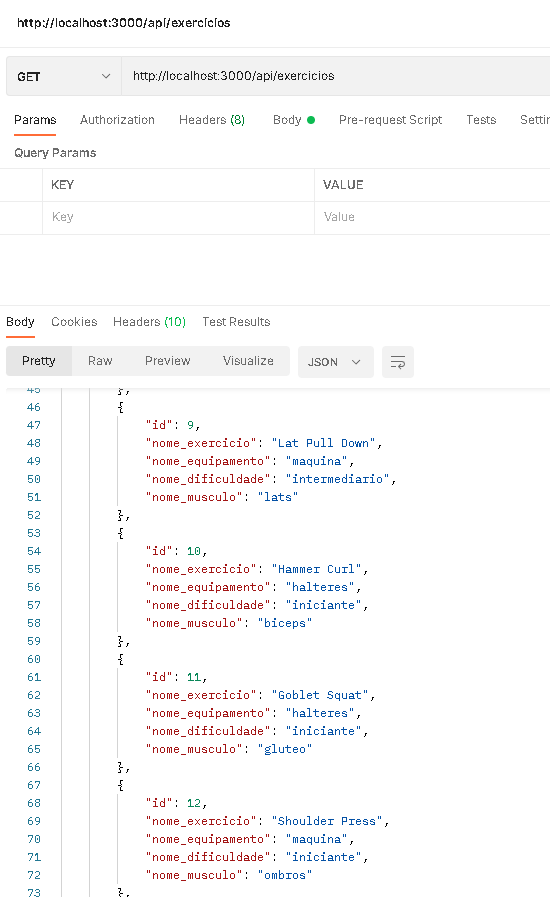 http://localhost:3000/api/exercicios
GET http://localhost:3000/api/exercicios
Params Authorization Headers (8) Body Pre-request Script Tests Settin
Query Params
KEY VALUE
Key Value
Body Cookies Headers (10) Test Results
Pretty Raw Preview Visualize JSON
45 },
46 {
47 "id": 9,
48 "nome_exercicio": "Lat Pull Down",
49 "nome_equipamento": "maquina",
50 "nome_dificuldade": "intermediario",
51 "nome_musculo": "lats"
52 },
53 {
54 "id": 10,
55 "nome_exercicio": "Hammer Curl",
56 "nome_equipamento": "halteres",
57 "nome_dificuldade": "iniciante",
58 "nome_musculo": "biceps"
59 },
60 {
61 "id": 11,
62 "nome_exercicio": "Goblet Squat",
63 "nome_equipamento": "halteres",
64 "nome_dificuldade": "iniciante",
65 "nome_musculo": "gluteo"
66 },
67 {
68 "id": 12,
69 "nome_exercicio": "Shoulder Press",
70 "nome_equipamento": "maquina",
71 "nome_dificuldade": "iniciante",
72 "nome_musculo": "ombros"
73 },